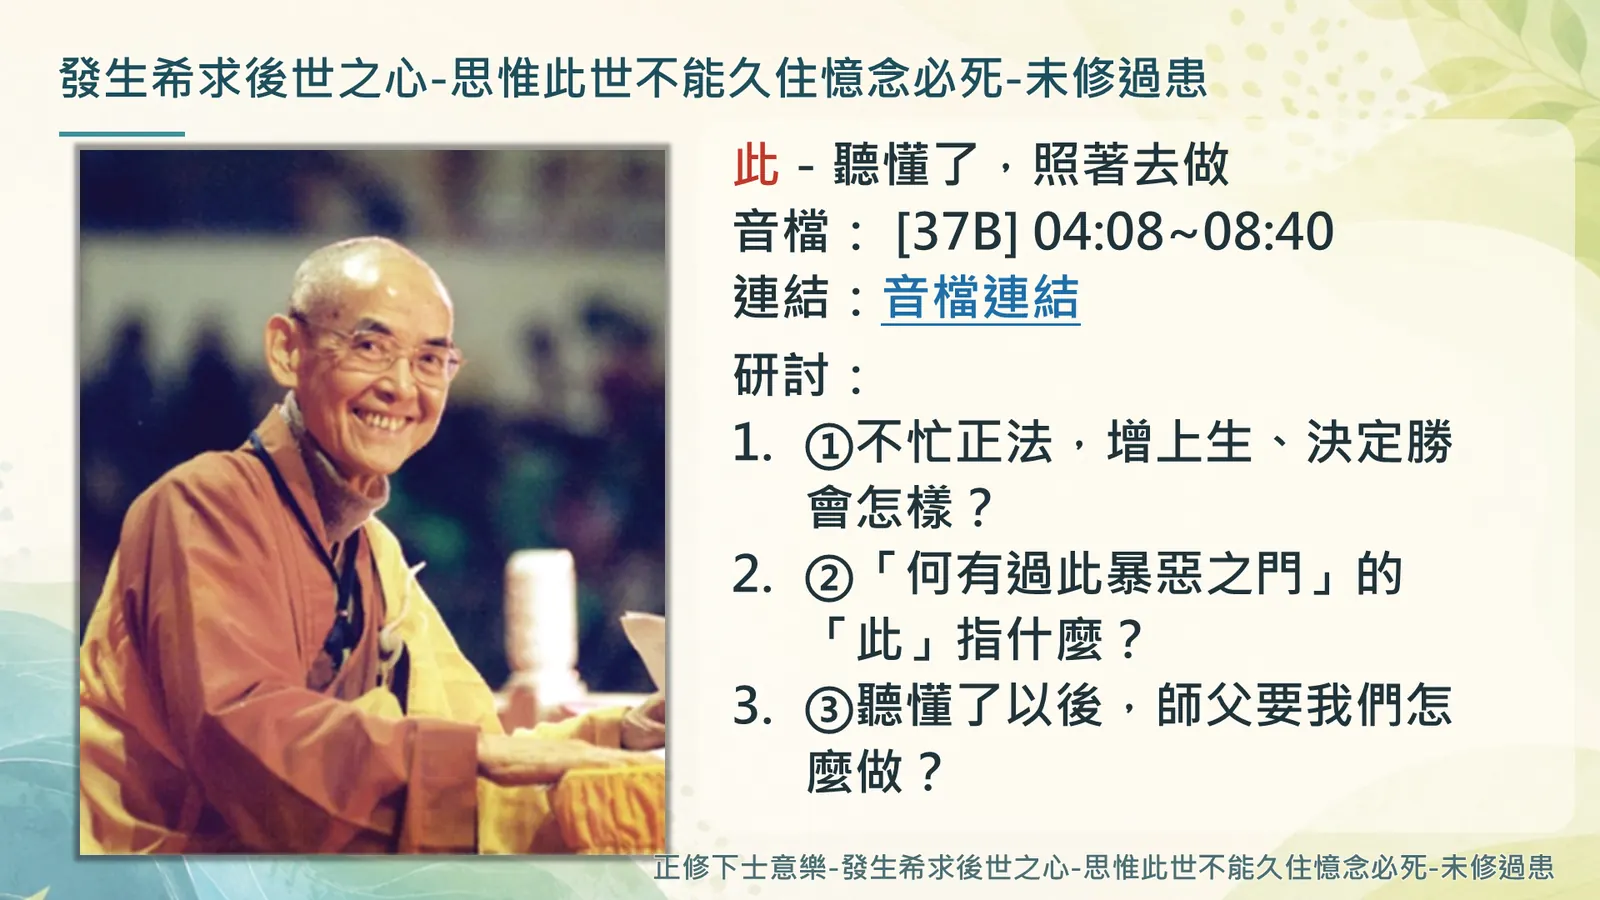 發生希求後世之心-思惟此世不能久住憶念必死-未修過患
此 - 聽懂了，照著去做
音檔： [37B] 04:08~08:40
連結：音檔連結
研討：
1. ①不忙正法，增上生、決定勝
會怎樣？
2. ②「何有過此暴惡之門」的
「此」指什麼？
3. ③聽懂了以後，師父要我們怎
麼做？
正修下士意樂-發生希求後世之心-思惟此世不能久住憶念必死-未修過患